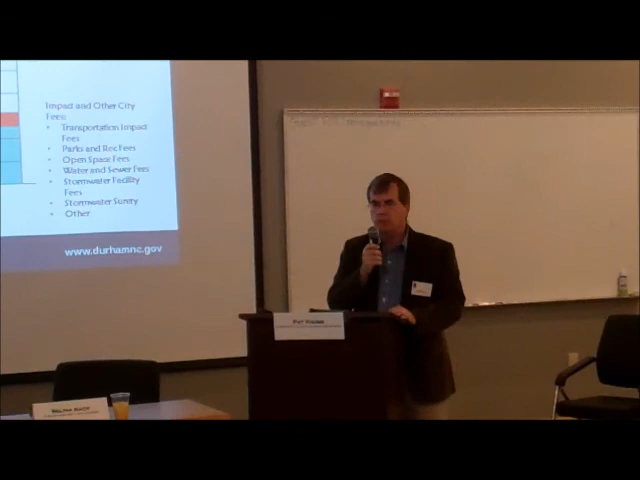 Impact and Other City
Fees:
• Transportation Impact
Fees
• Parks and Rec Fees
• Open Space Fees
• Water and Sewer Fees
• Stormwater Facility
Fees
• Stormwater Surety
• Other
www.durhamnc.gov